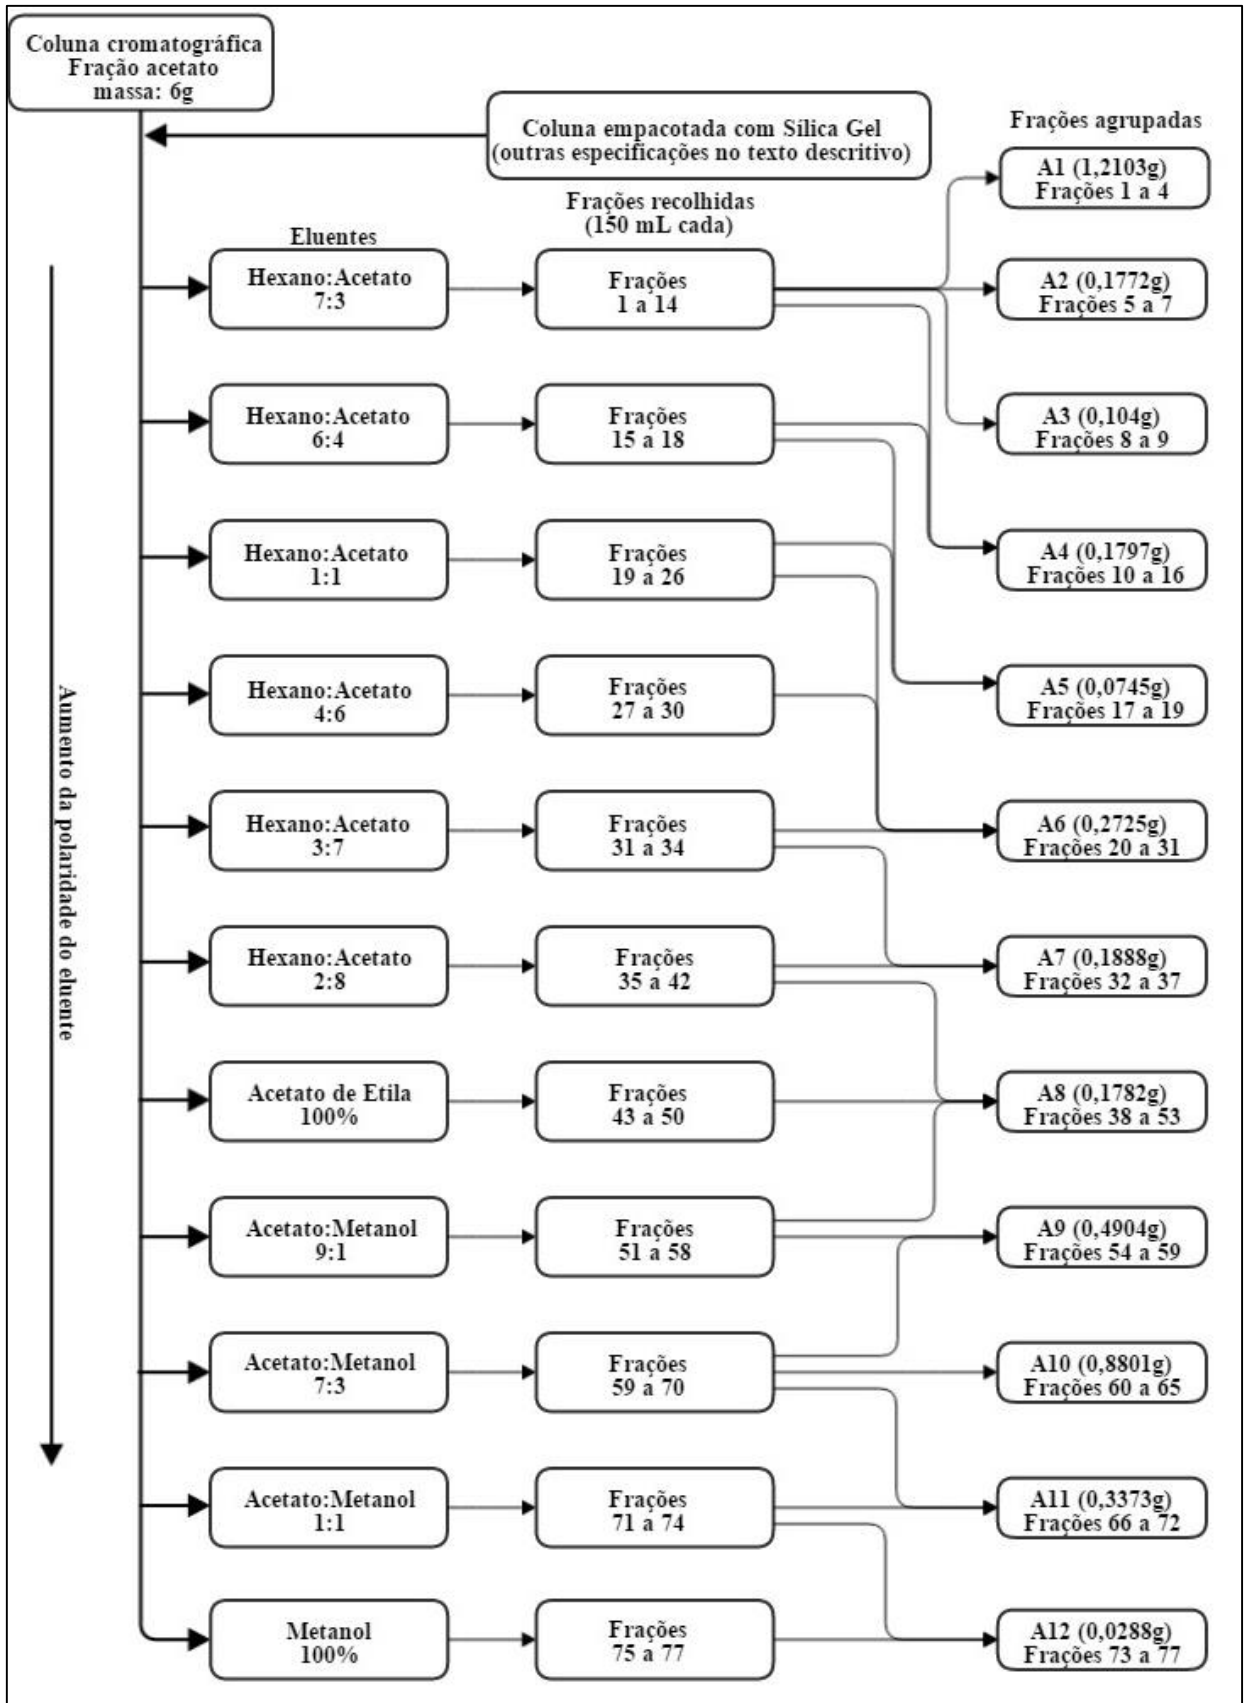 Coluna cromatográfica
Fração acetato
massa: 6g
Coluna empacotada com Sílica Gel
(outras especificações no texto descritivo)
Frações agrupadas
A1 (1,2103g)
Frações 1 a 4
Frações recolhidas
(150 mL cada)
Eluentes
Hexano:Acetato
7:3
Frações
1 a 14
A2 (0,1772g)
Frações 5 a 7
Hexano:Acetato
6:4
Frações
15 a 18
A3 (0,104g)
Frações 8 a 9
Hexano:Acetato
1:1
Frações
19 a 26
A4 (0,1797g)
Frações 10 a 16
Hexano:Acetato
4:6
Frações
27 a 30
A5 (0,0745g)
Frações 17 a 19
Aumento da polaridade do eluente
Hexano:Acetato
3:7
Frações
31 a 34
A6 (0,2725g)
Frações 20 a 31
Hexano:Acetato
2:8
Frações
35 a 42
A7 (0,1888g)
Frações 32 a 37
Acetato de Etila
100%
Frações
43 a 50
A8 (0,1782g)
Frações 38 a 53
Acetato:Metanol
9:1
Frações
51 a 58
A9 (0,4904g)
Frações 54 a 59
Acetato:Metanol
7:3
Frações
59 a 70
A10 (0,8801g)
Frações 60 a 65
Acetato:Metanol
1:1
Frações
71 a 74
A11 (0,3373g)
Frações 66 a 72
Metanol
100%
Frações
75 a 77
A12 (0,0288g)
Frações 73 a 77